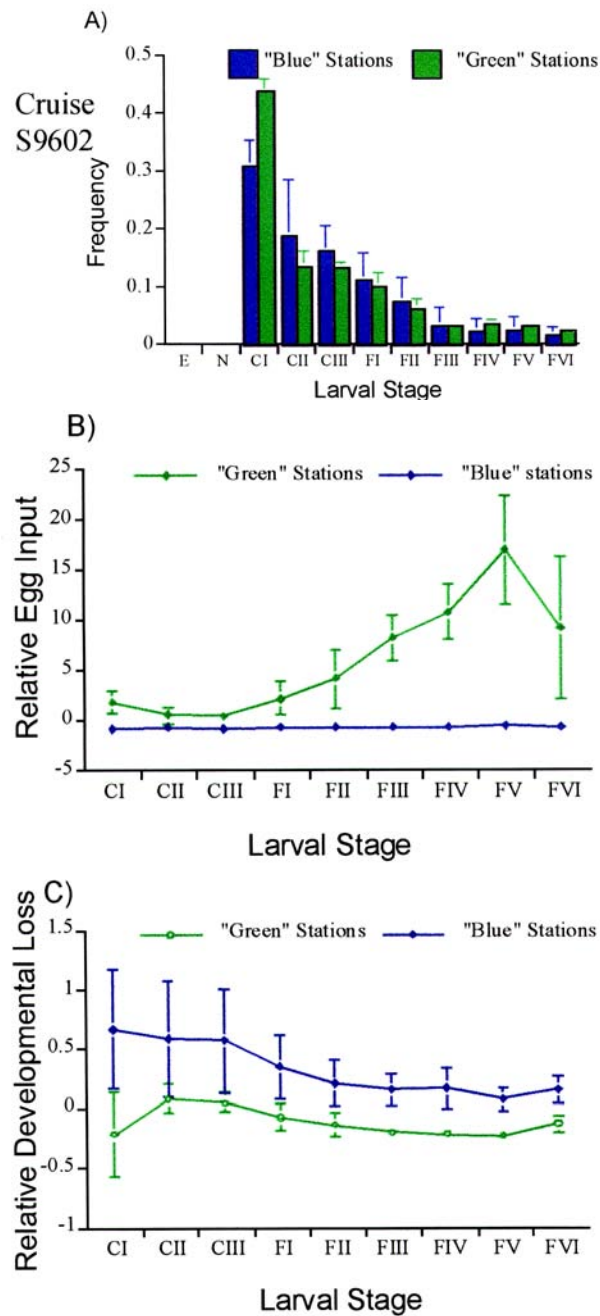 A)
"Blue" Stations "Green" Stations
Cruise
S9602
Frequency
0.5
0.4
0.3
0.2
0.1
0
E N CI CII CIII FI FII FIII FIV FV FVI
Larval Stage
B)
"Green" Stations "Blue" stations
Relative Egg Input
25
20
15
10
5
0
-5
CI CII CIII FI FII FIII FIV FV FVI
Larval Stage
C)
"Green" Stations "Blue" Stations
Relative Developmental Loss
1.5
1
0.5
0
-0.5
-1
CI CII CIII FI FII FIII FIV FV FVI
Larval Stage